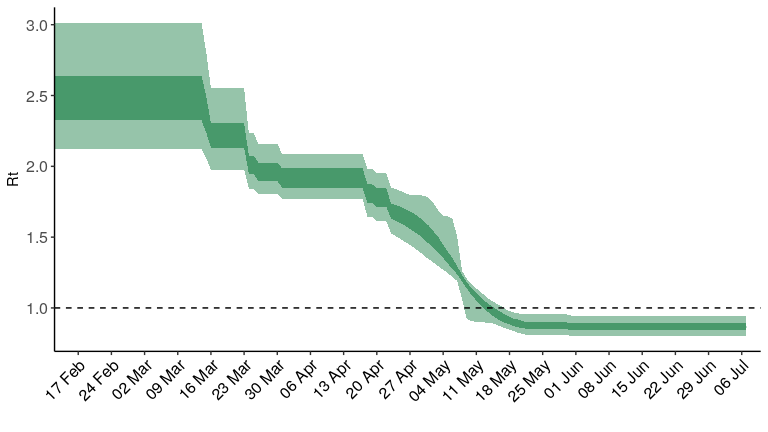 3.0
2.5
2.0
1.5
1.0
Rt
17 Feb
24 Feb
02 Mar
09 Mar
16 Mar
23 Mar
30 Mar
06 Apr
13 Apr
20 Apr
27 Apr
04 May
11 May
18 May
25 May
01 Jun
08 Jun
15 Jun
22 Jun
29 Jun
06 Jul